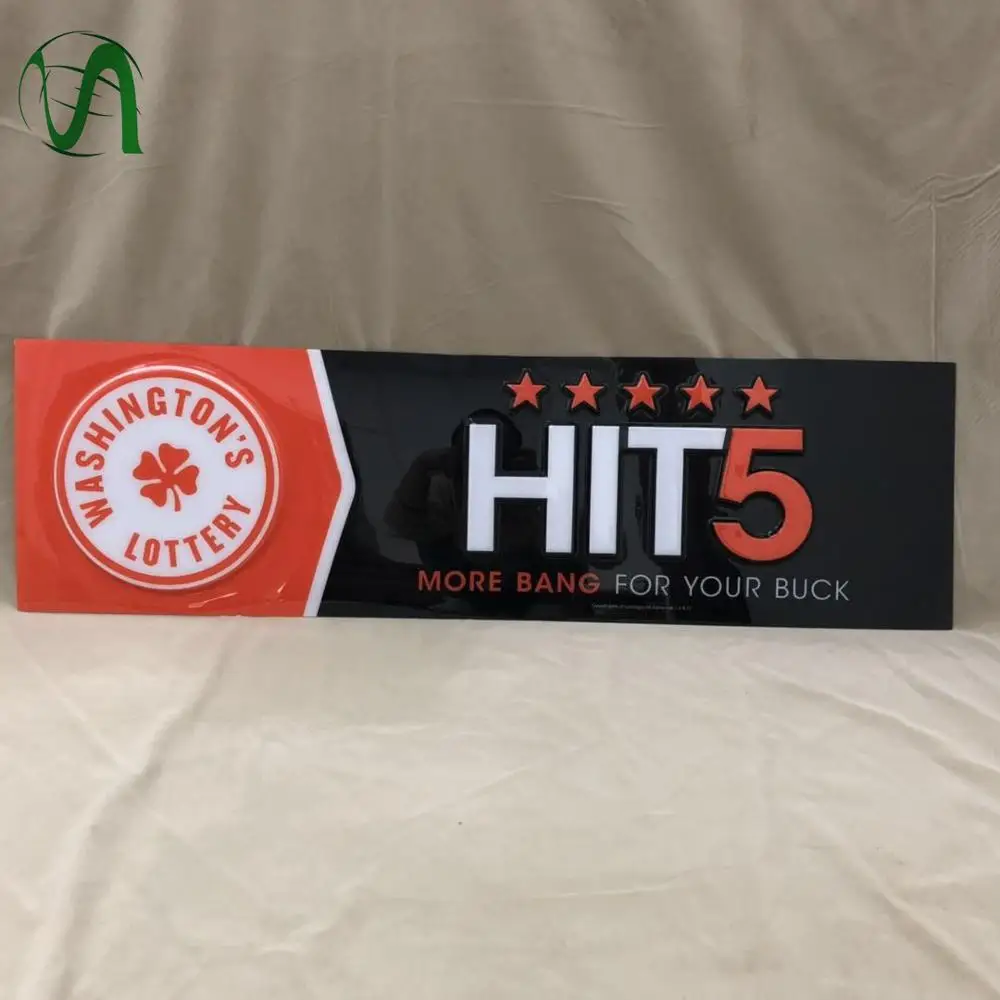 WASHINGTON'S
LOTTERY
HIT5
MORE BANG FOR YOUR BUCK